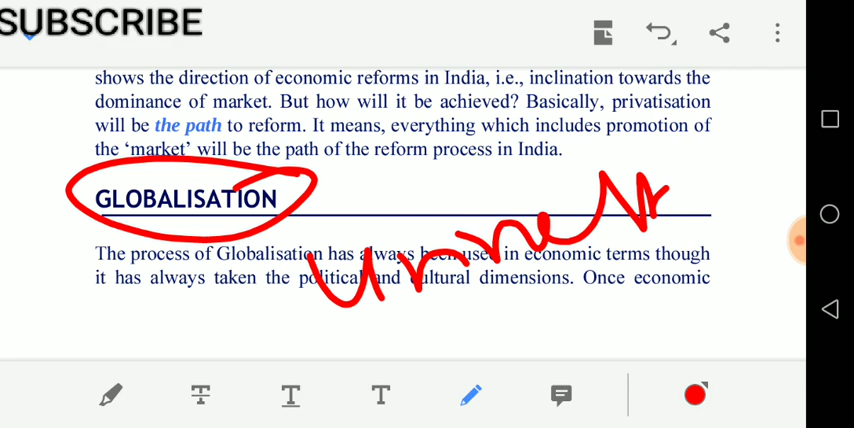 SUBSCRIBE
shows the direction of economic reforms in India, i.e., inclination towards the
dominance of market. But how will it be achieved? Basically, privatisation
will be the path to reform. It means, everything which includes promotion of
the ‘market’ will be the path of the reform process in India.
GLOBALISATION
The process of Globalisation has always been used in economic terms though
it has always taken the political and cultural dimensions. Once economic